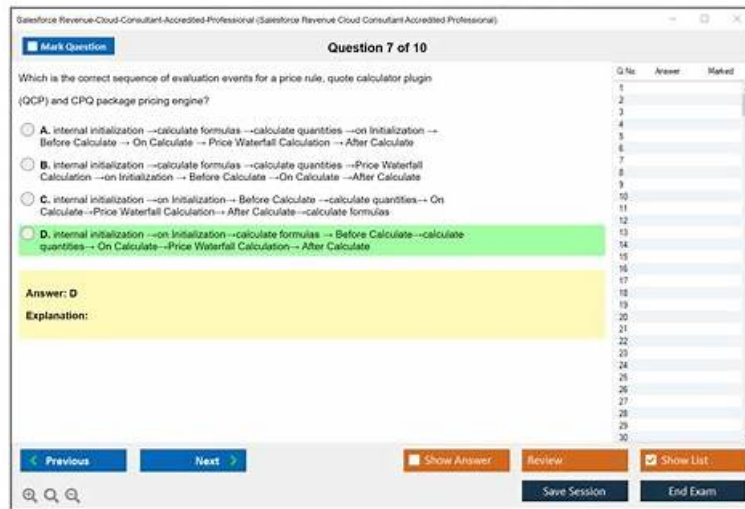 Salesforce Revenue-Cloud-Consultant-Accredited-Professional (Salesforce Revenue Cloud Consultant Accredited Professional)
Mark Question
Question 7 of 10
Which is the correct sequence of evaluation events for a price rule, quote calculator plugin
(QCP) and CPQ package pricing engine?
A. internal initialization →calculate formulas →calculate quantities →on Initialization →
Before Calculate → On Calculate → Price Waterfall Calculation → After Calculate
B. internal initialization →calculate formulas →calculate quantities →Price Waterfall
Calculation →on Initialization → Before Calculate →On Calculate →After Calculate
C. internal initialization →on Initialization→ Before Calculate →calculate quantities→ On
Calculate→Price Waterfall Calculation→ After Calculate→calculate formulas
D. internal initialization →on Initialization→calculate formulas → Before Calculate→calculate
quantities→ On Calculate→Price Waterfall Calculation→ After Calculate
Answer: D
Explanation:
Q No Answer Marked
1
2
3
4
5
6
7
8
9
10
11
12
13
14
15
16
17
18
19
20
21
22
23
24
25
26
27
28
29
30
Previous
Next
Show Answer
Review
Show List
Save Session
End Exam